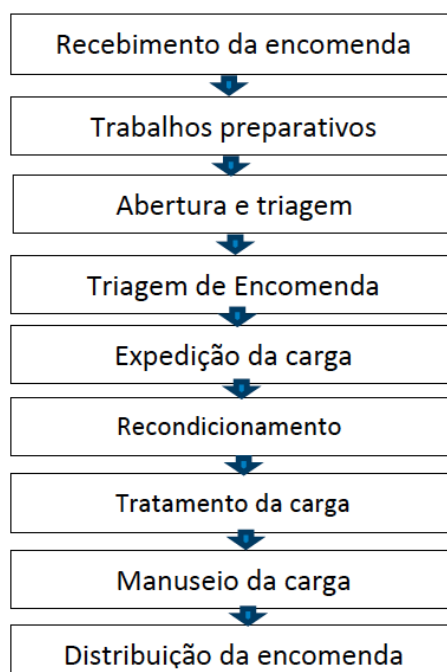 Recebimento da encomenda
Trabalhos preparativos
Abertura e triagem
Triagem de Encomenda
Expedição da carga
Recondicionamento
Tratamento da carga
Manuseio da carga
Distribuição da encomenda